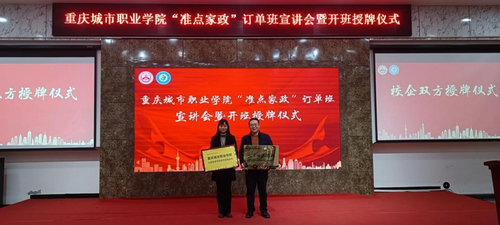 重庆城市职业学院“准点家政”订单班宣讲会暨开班授牌仪式
双方授牌仪式
重庆城市职业学院“准点家政”订单班
宣讲会暨开班授牌仪式
校企双方授牌仪式